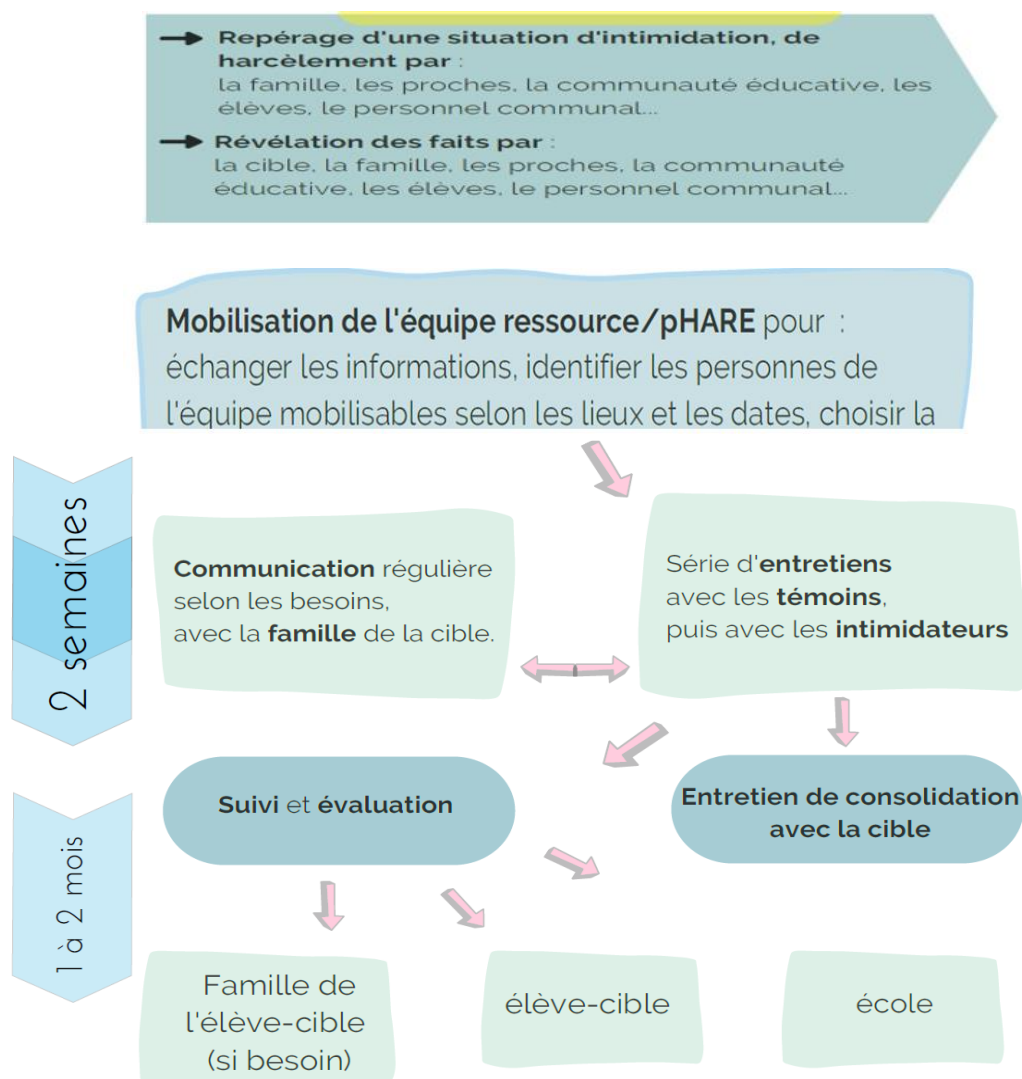 Repérage d'une situation d'intimidation, de
harcèlement par :
la famille, les proches, la communauté éducative, les
élèves, le personnel communal...
Révélation des faits par :
la cible, la famille, les proches, la communauté
éducative, les élèves, le personnel communal...
Mobilisation de l'équipe ressource/pHARE pour :
échanger les informations, identifier les personnes de
l'équipe mobilisables selon les lieux et les dates, choisir la
2 semaines
Communication régulière
selon les besoins,
avec la famille de la cible.
Série d'entretiens
avec les témoins,
puis avec les intimidateurs
Suivi et évaluation
Entretien de consolidation
avec la cible
1 à 2 mois
Famille de
l'élève-cible
(si besoin)
élève-cible
école